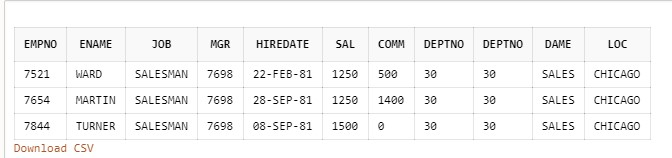 EMPNO ENAME JOB MGR HIREDATE SAL COMM DEPTNO DEPTNO DAME LOC
7521 WARD SALESMAN 7698 22-FEB-81 1250 500 30 30 SALES CHICAGO
7654 MARTIN SALESMAN 7698 28-SEP-81 1250 1400 30 30 SALES CHICAGO
7844 TURNER SALESMAN 7698 08-SEP-81 1500 0 30 30 SALES CHICAGO
Download CSV